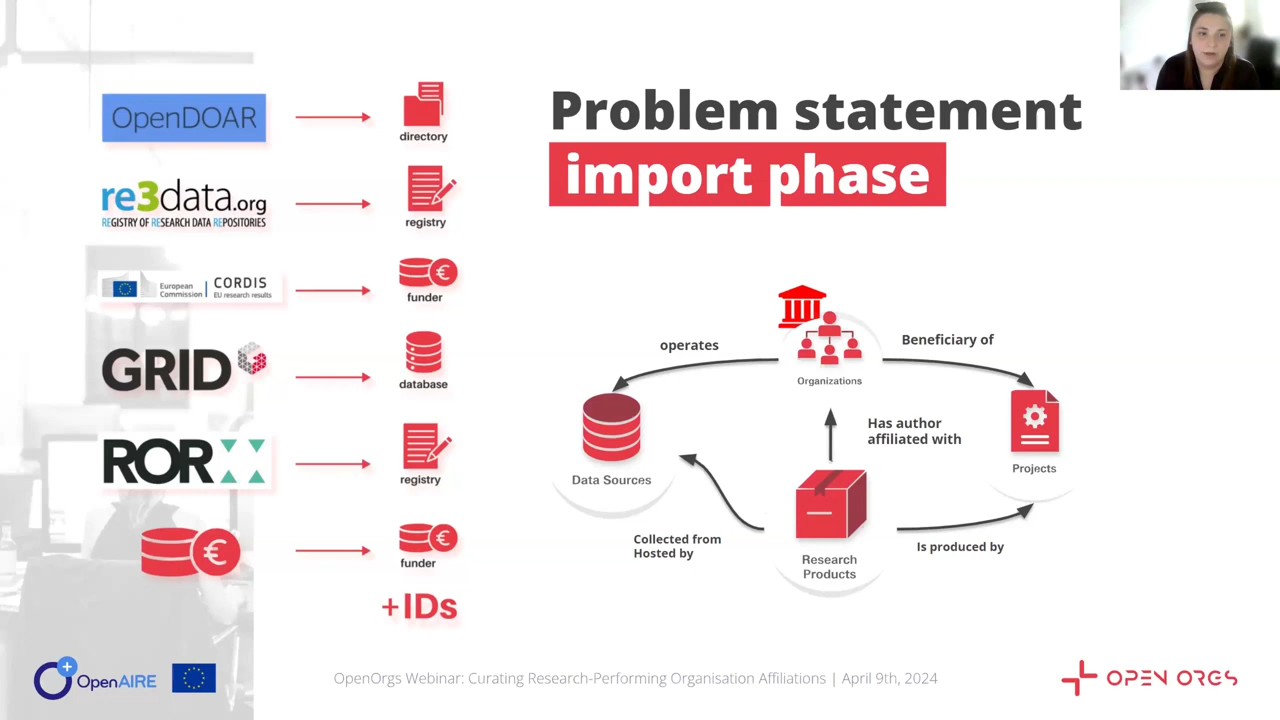 OpenDOAR
directory
re3data.org
REGISTRY OF RESEARCH DATA REPOSITORIES
registry
European
Commission
CORDIS
EU research results
€
funder
GRID
database
ROR
registry
€
€
funder
+IDs
Problem statement
import phase
operates
Beneficiary of
Organizations
Has author
affiliated with
Data Sources
Projects
Collected from
Hosted by
Is produced by
Research
Products
OpenAIRE
OpenOrgs Webinar: Curating Research-Performing Organisation Affiliations | April 9th, 2024
OPEN ORGS